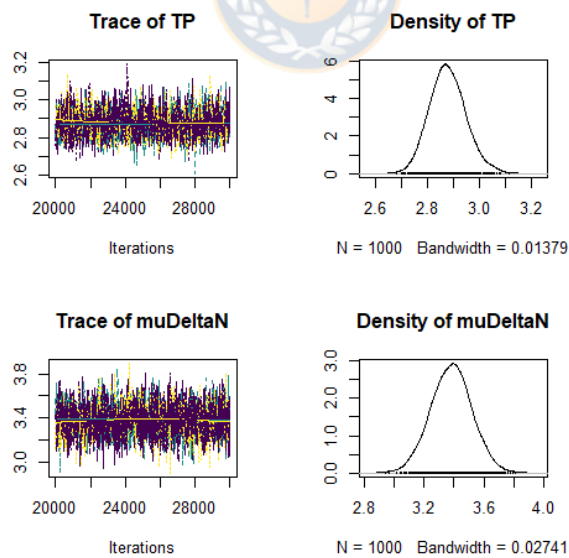 Trace of TP
3.2
3.0
2.8
2.6
20000 24000 28000
Iterations
Density of TP
6
4
2
0
2.6 2.8 3.0 3.2
N = 1000 Bandwidth = 0.01379
Trace of muDeltaN
3.8
3.4
3.0
20000 24000 28000
Iterations
Density of muDeltaN
3.0
2.0
1.0
0.0
2.8 3.2 3.6 4.0
N = 1000 Bandwidth = 0.02741